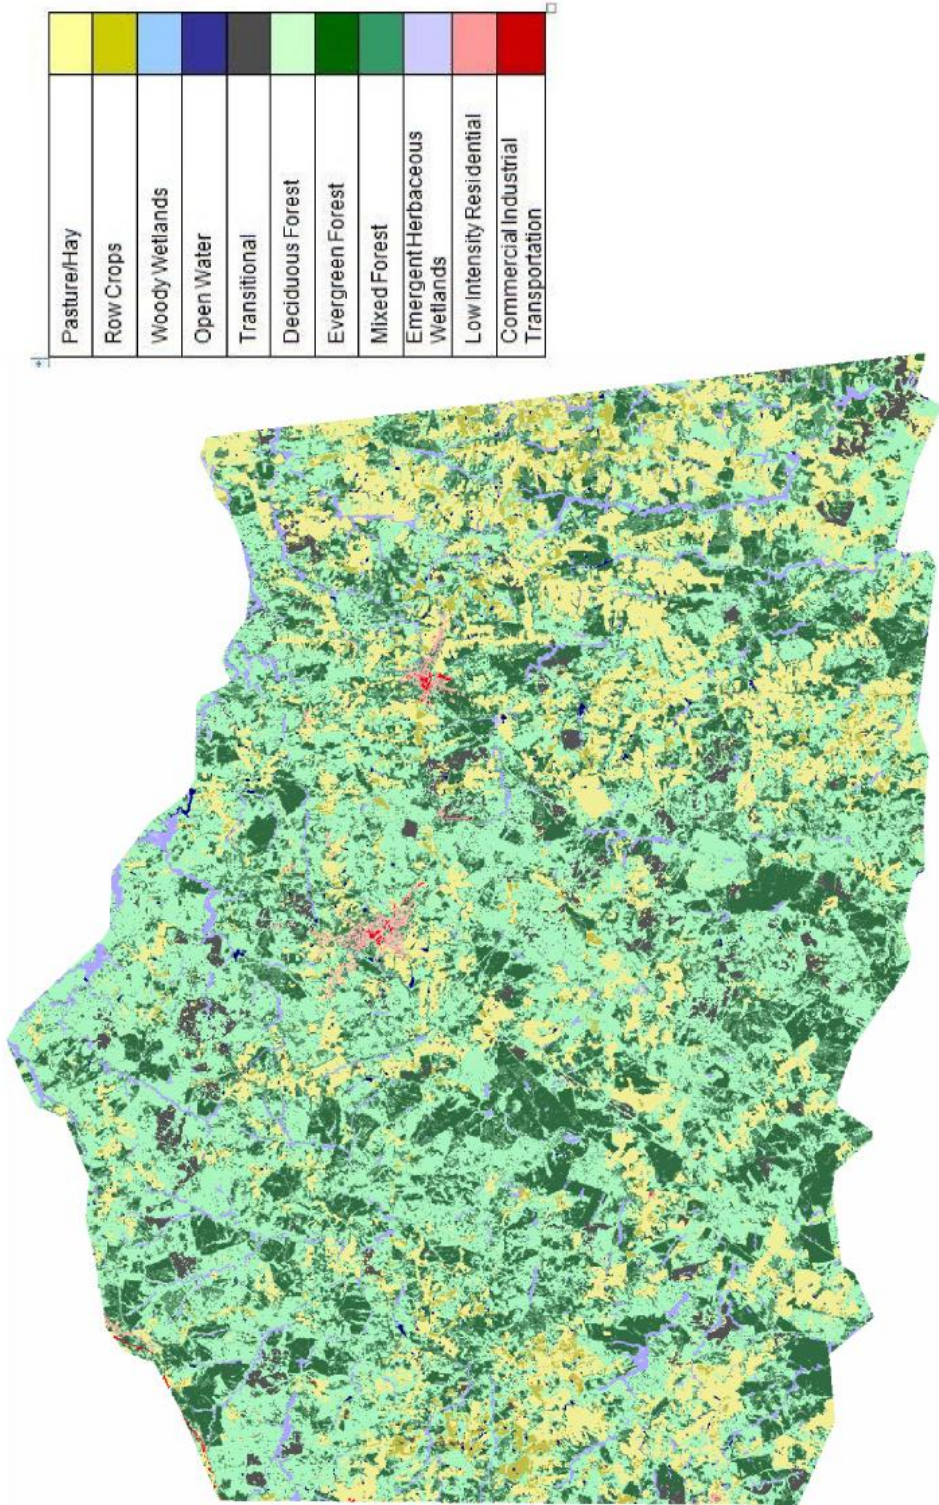 Pasture/Hay
Row Crops
Woody Wetlands
Open Water
Transitional
Deciduous Forest
Evergreen Forest
Mixed Forest
Emergent Herbaceous
Wetlands
Low Intensity Residential
Commercial Industrial
Transportation